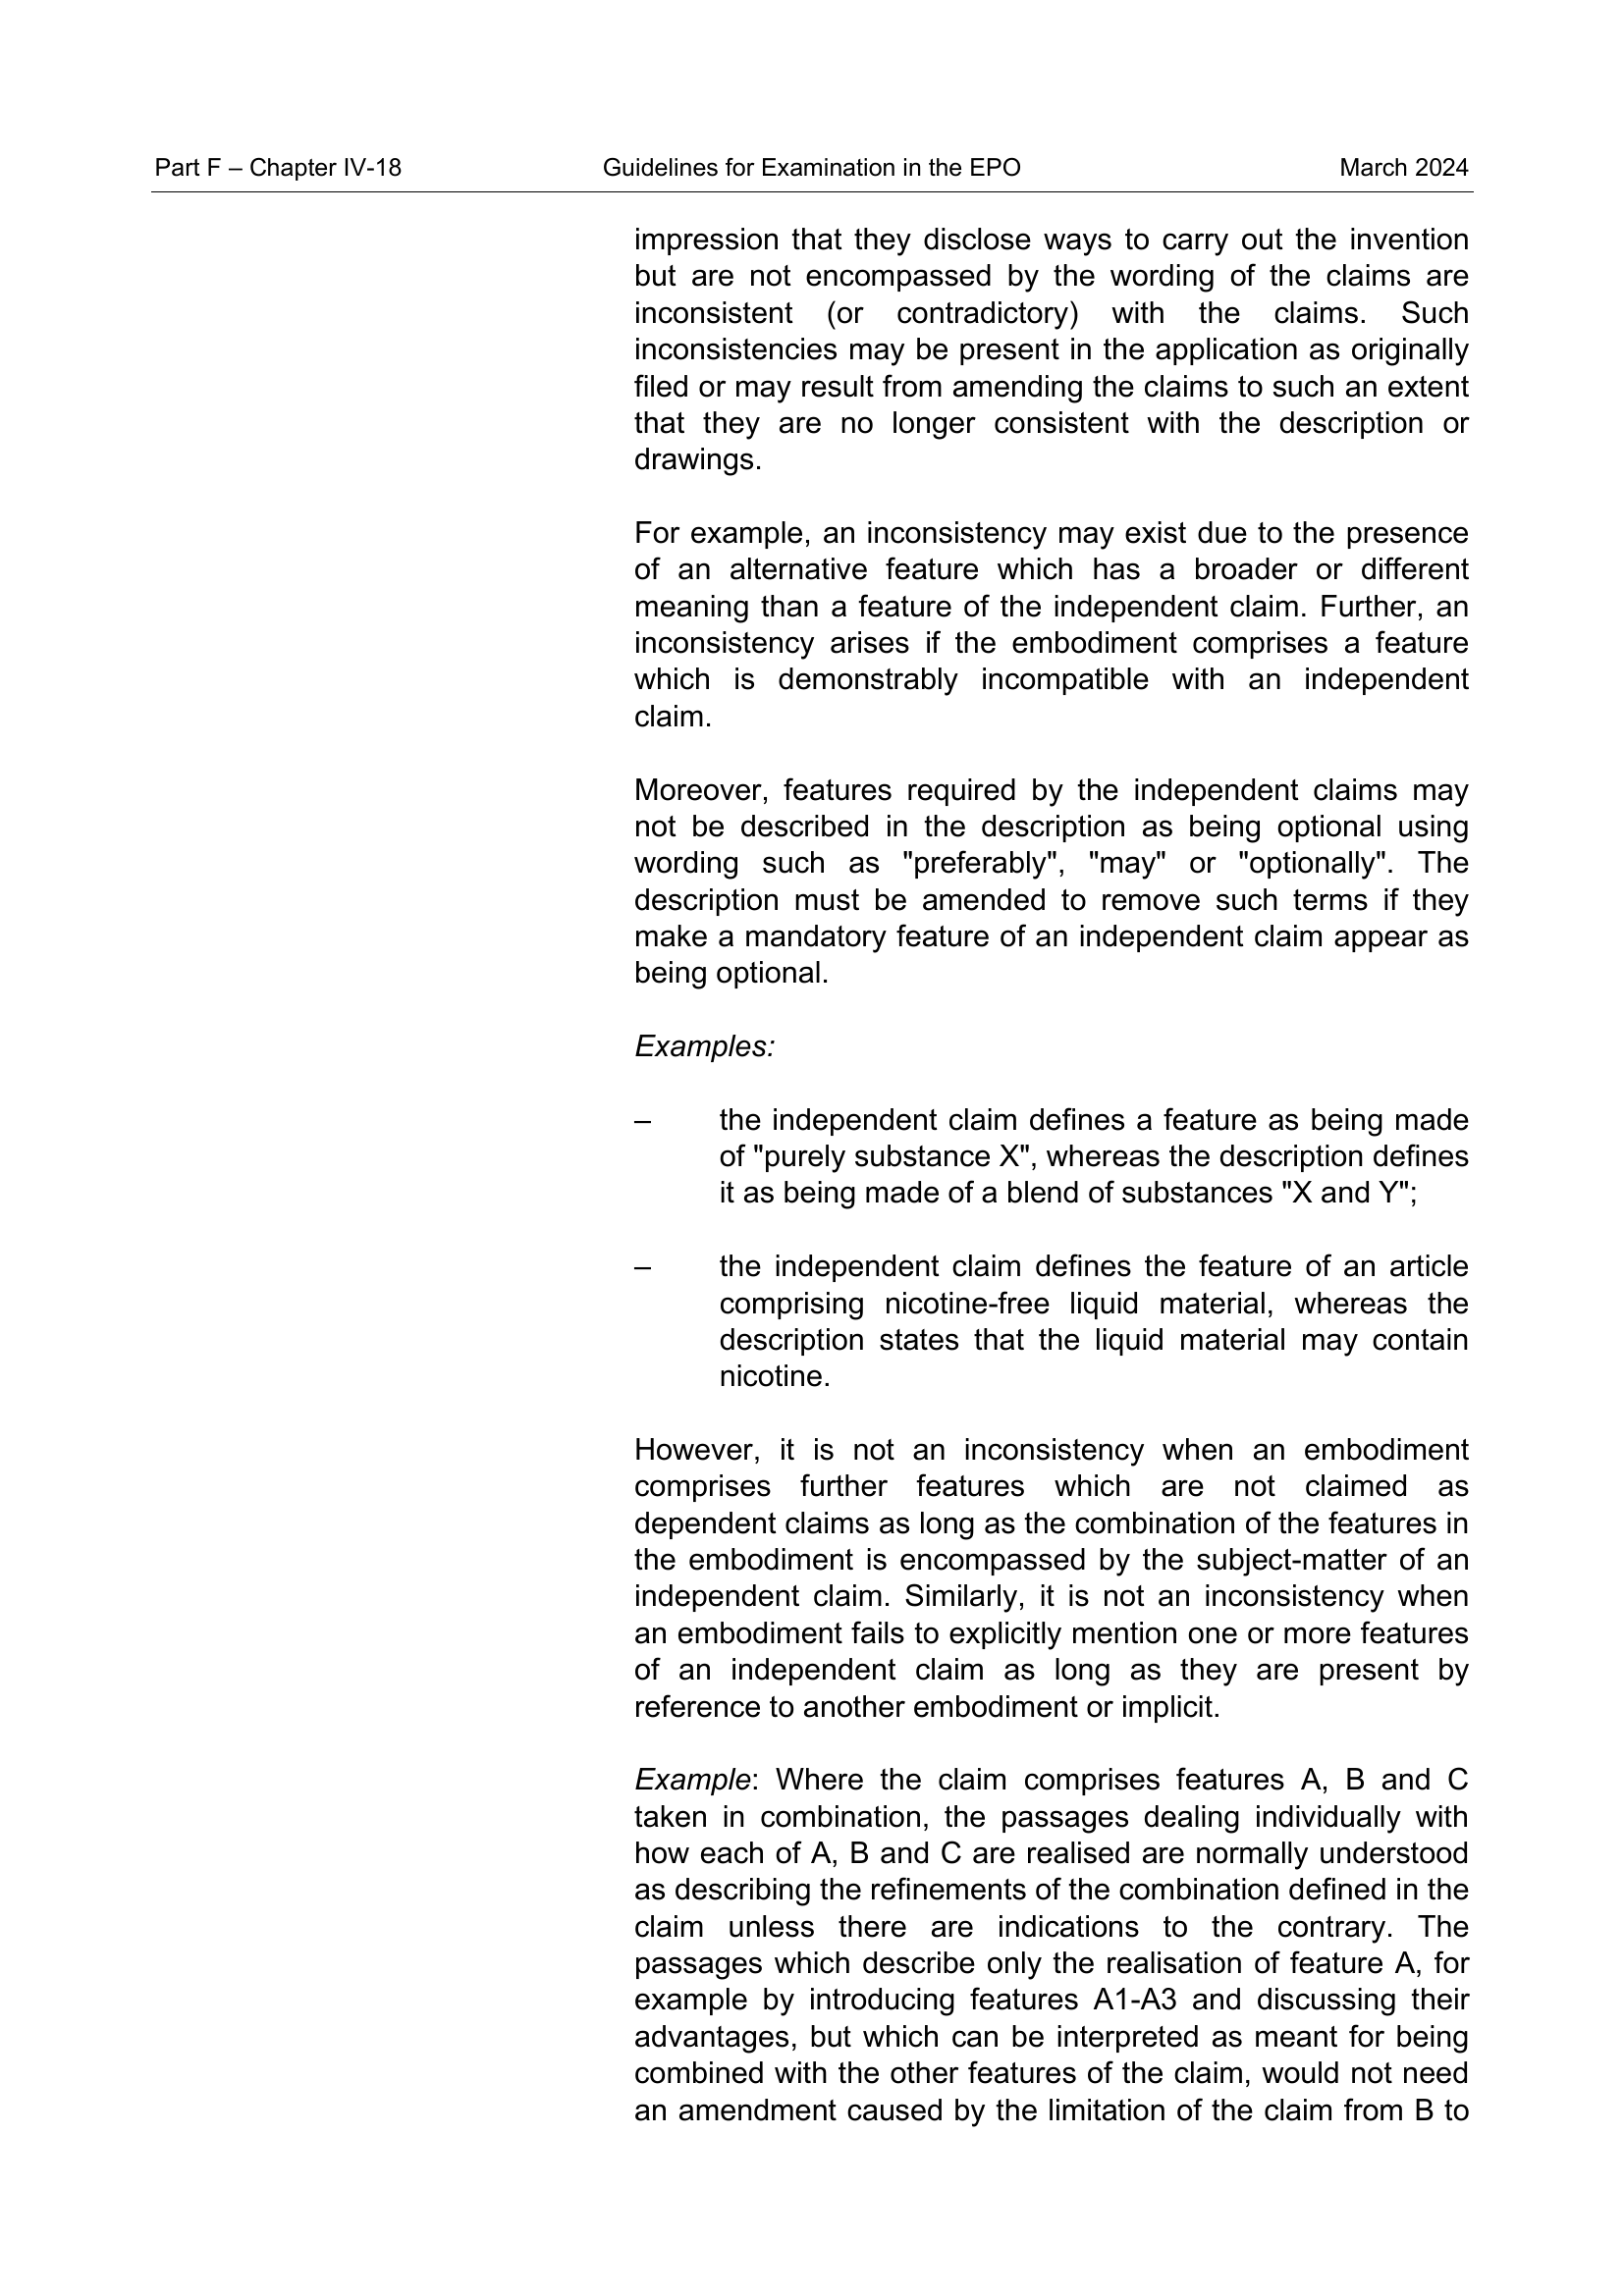 Part F – Chapter IV-18 Guidelines for Examination in the EPO March 2024
impression that they disclose ways to carry out the invention
but are not encompassed by the wording of the claims are
inconsistent (or contradictory) with the claims. Such
inconsistencies may be present in the application as originally
filed or may result from amending the claims to such an extent
that they are no longer consistent with the description or
drawings.
For example, an inconsistency may exist due to the presence
of an alternative feature which has a broader or different
meaning than a feature of the independent claim. Further, an
inconsistency arises if the embodiment comprises a feature
which is demonstrably incompatible with an independent
claim.
Moreover, features required by the independent claims may
not be described in the description as being optional using
wording such as "preferably", "may" or "optionally". The
description must be amended to remove such terms if they
make a mandatory feature of an independent claim appear as
being optional.
Examples:
– the independent claim defines a feature as being made
of "purely substance X", whereas the description defines
it as being made of a blend of substances "X and Y";
– the independent claim defines the feature of an article
comprising nicotine-free liquid material, whereas the
description states that the liquid material may contain
nicotine.
However, it is not an inconsistency when an embodiment
comprises further features which are not claimed as
dependent claims as long as the combination of the features in
the embodiment is encompassed by the subject-matter of an
independent claim. Similarly, it is not an inconsistency when
an embodiment fails to explicitly mention one or more features
of an independent claim as long as they are present by
reference to another embodiment or implicit.
Example: Where the claim comprises features A, B and C
taken in combination, the passages dealing individually with
how each of A, B and C are realised are normally understood
as describing the refinements of the combination defined in the
claim unless there are indications to the contrary. The
passages which describe only the realisation of feature A, for
example by introducing features A1-A3 and discussing their
advantages, but which can be interpreted as meant for being
combined with the other features of the claim, would not need
an amendment caused by the limitation of the claim from B to